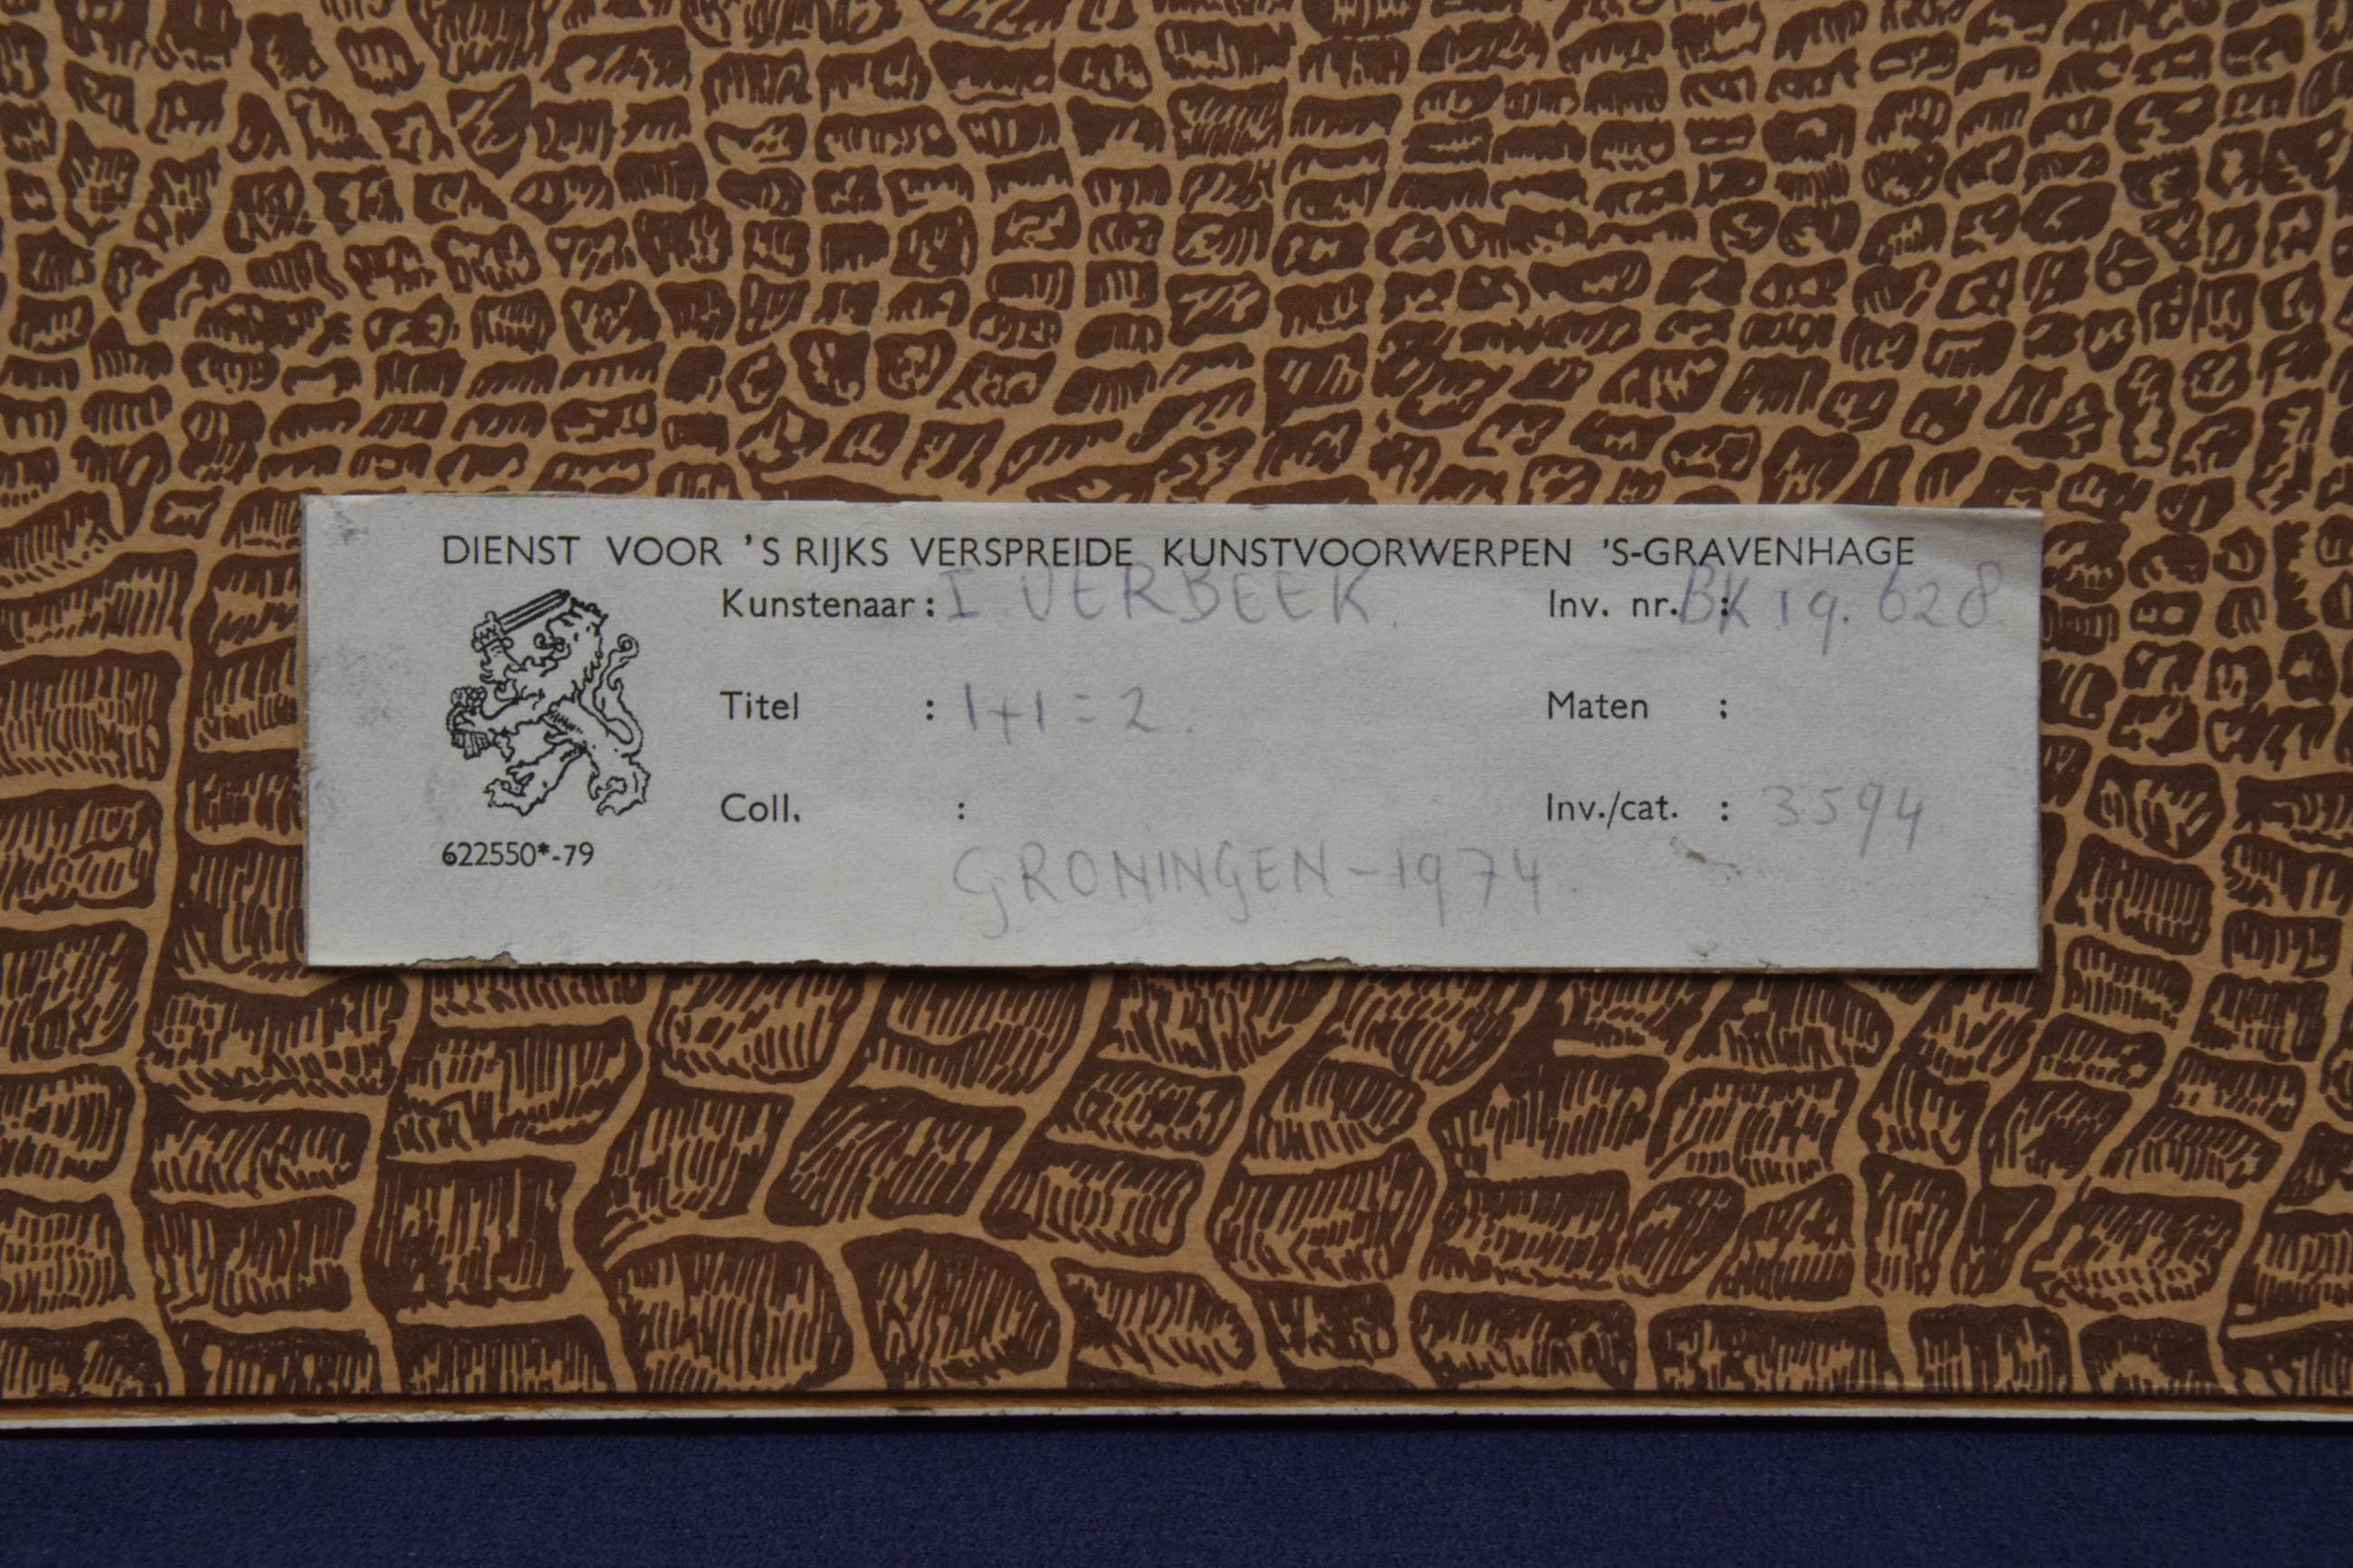 DIENST VOOR 'S RIJKS VERSPREIDE KUNSTVOORWERPEN 'S-GRAVENHAGE
Kunstenaar : I. VERBEEK. Inv. nr. : BK 19.628
Titel : 1+1=2. Maten :
Coll. : Inv./cat. : 3594
622550*-79
GRONINGEN-1974.